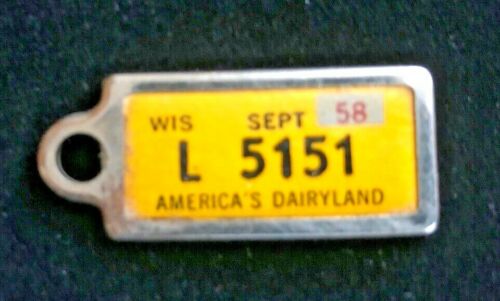 WIS SEPT 58
L 5151
AMERICA'S DAIRYLAND